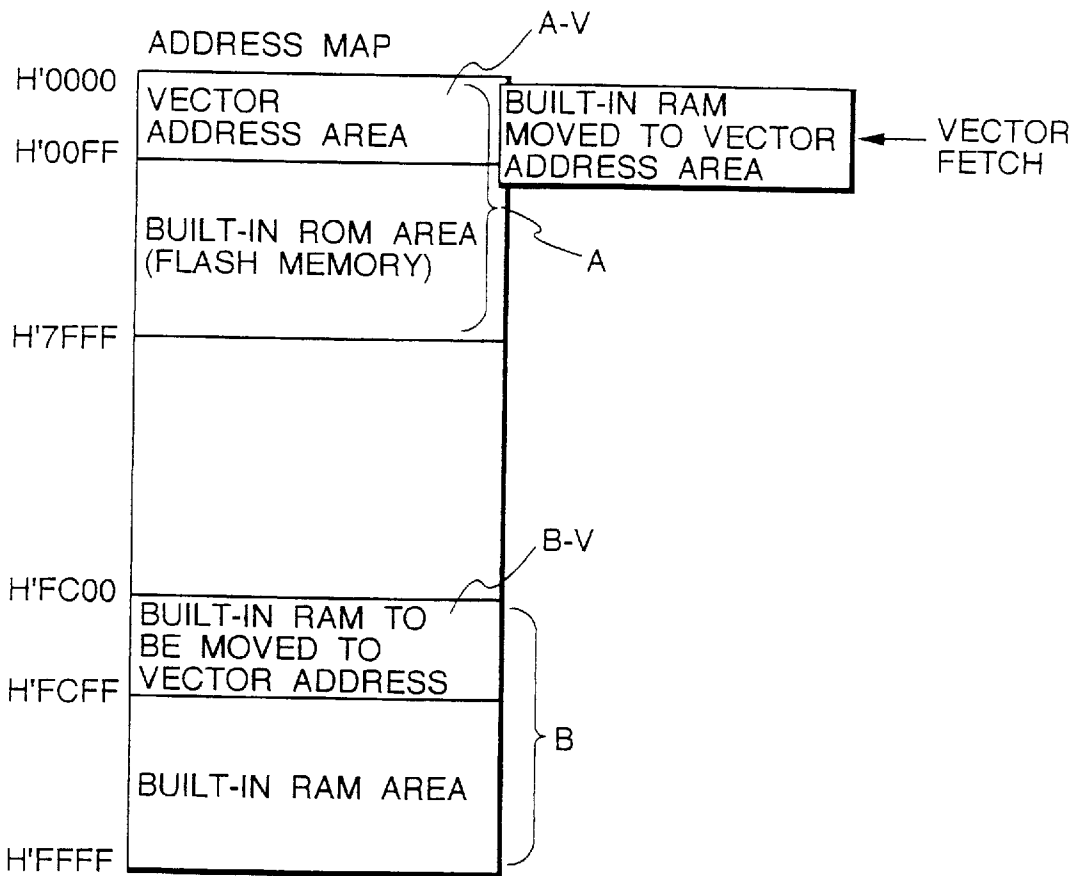 A-V
ADDRESS MAP
H'0000
VECTOR
ADDRESS AREA
BUILT-IN RAM
MOVED TO VECTOR
ADDRESS AREA
VECTOR
FETCH
H'00FF
BUILT-IN ROM AREA
(FLASH MEMORY)
A
H'7FFF
B-V
H'FC00
BUILT-IN RAM TO
BE MOVED TO
VECTOR ADDRESS
H'FCFF
B
BUILT-IN RAM AREA
H'FFFF